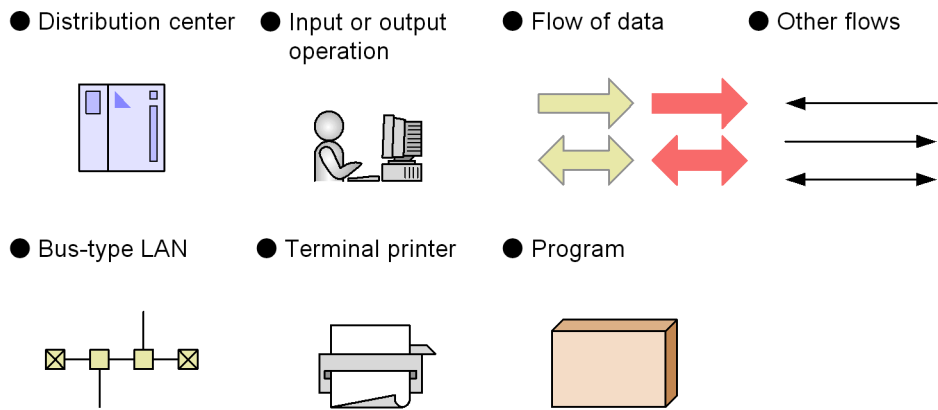 ● Distribution center
● Input or output
operation
● Flow of data
● Other flows
● Bus-type LAN
● Terminal printer
● Program